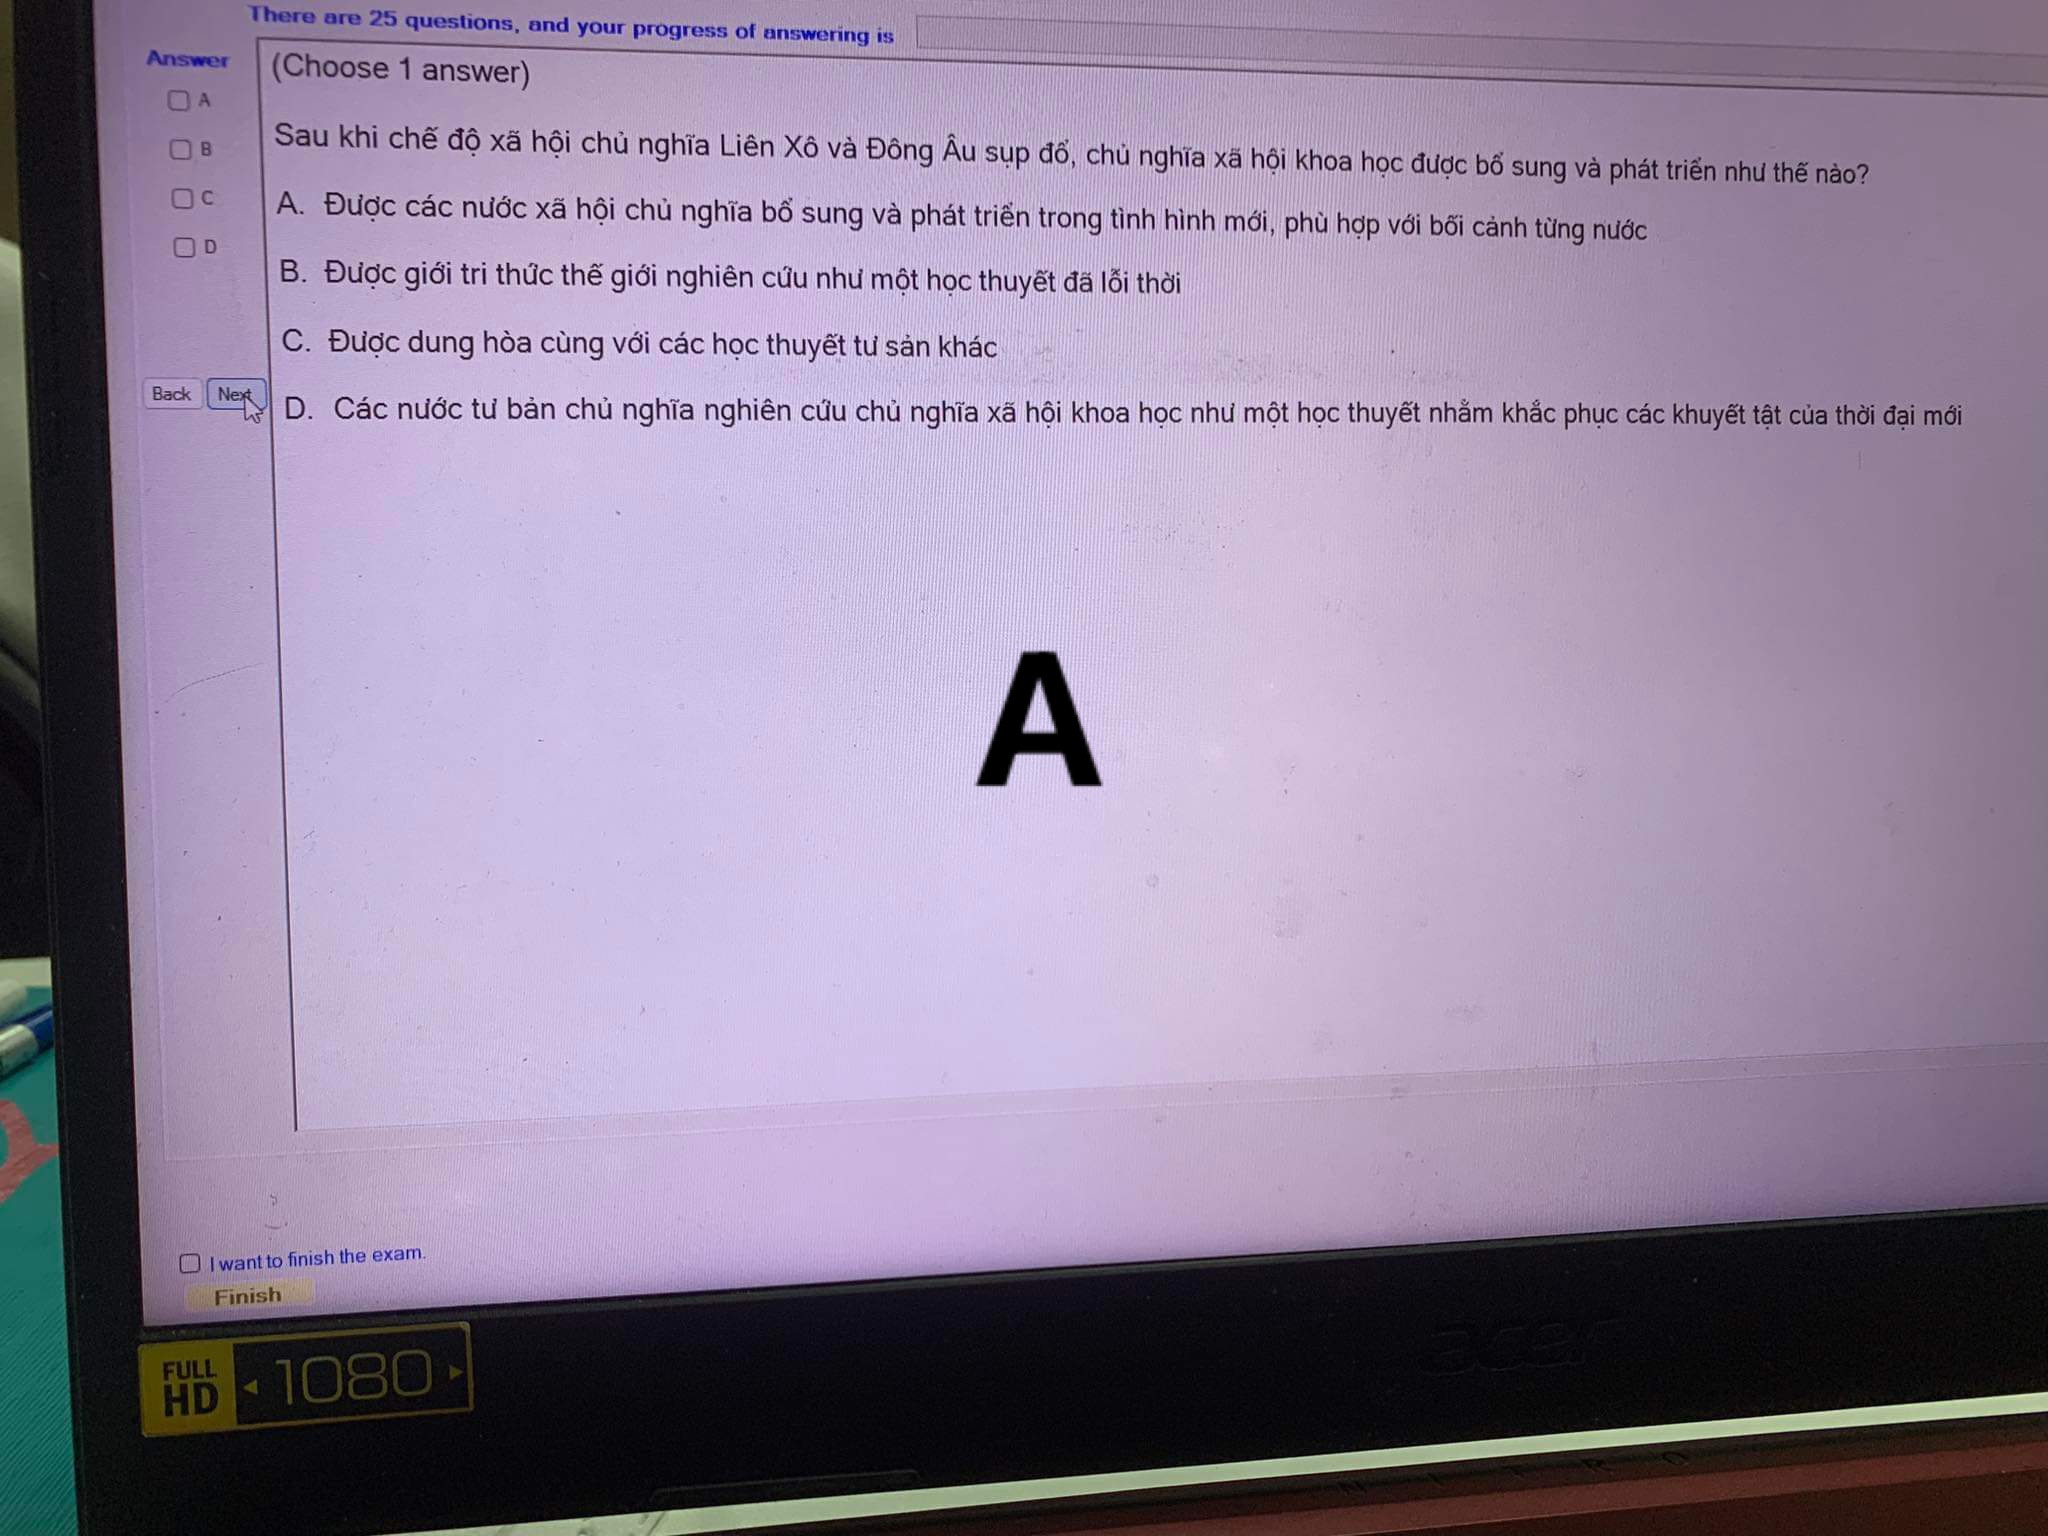 There are 25 questions, and your progress of answering is
Answer
(Choose 1 answer)
A
B
C
D
Sau khi chế độ xã hội chủ nghĩa Liên Xô và Đông Âu sụp đổ, chủ nghĩa xã hội khoa học được bổ sung và phát triển như thế nào?
A. Được các nước xã hội chủ nghĩa bổ sung và phát triển trong tình hình mới, phù hợp với bối cảnh từng nước
B. Được giới tri thức thế giới nghiên cứu như một học thuyết đã lỗi thời
C. Được dung hòa cùng với các học thuyết tư sản khác
Back Next
D. Các nước tư bản chủ nghĩa nghiên cứu chủ nghĩa xã hội khoa học như một học thuyết nhằm khắc phục các khuyết tật của thời đại mới
A
I want to finish the exam.
Finish
FULL HD 1080
acer
NITRO